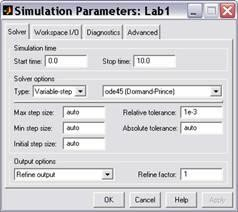 Simulation Parameters: Lab1
Solver Workspace I/O Diagnostics Advanced
Simulation time
Start time: 0.0 Stop time: 10.0
Solver options
Type: Variable-step ode45 (Dormand-Prince)
Max step size: auto Relative tolerance: 1e-3
Min step size: auto Absolute tolerance: auto
Initial step size: auto
Output options
Refine output Refine factor: 1
OK Cancel Help Apply